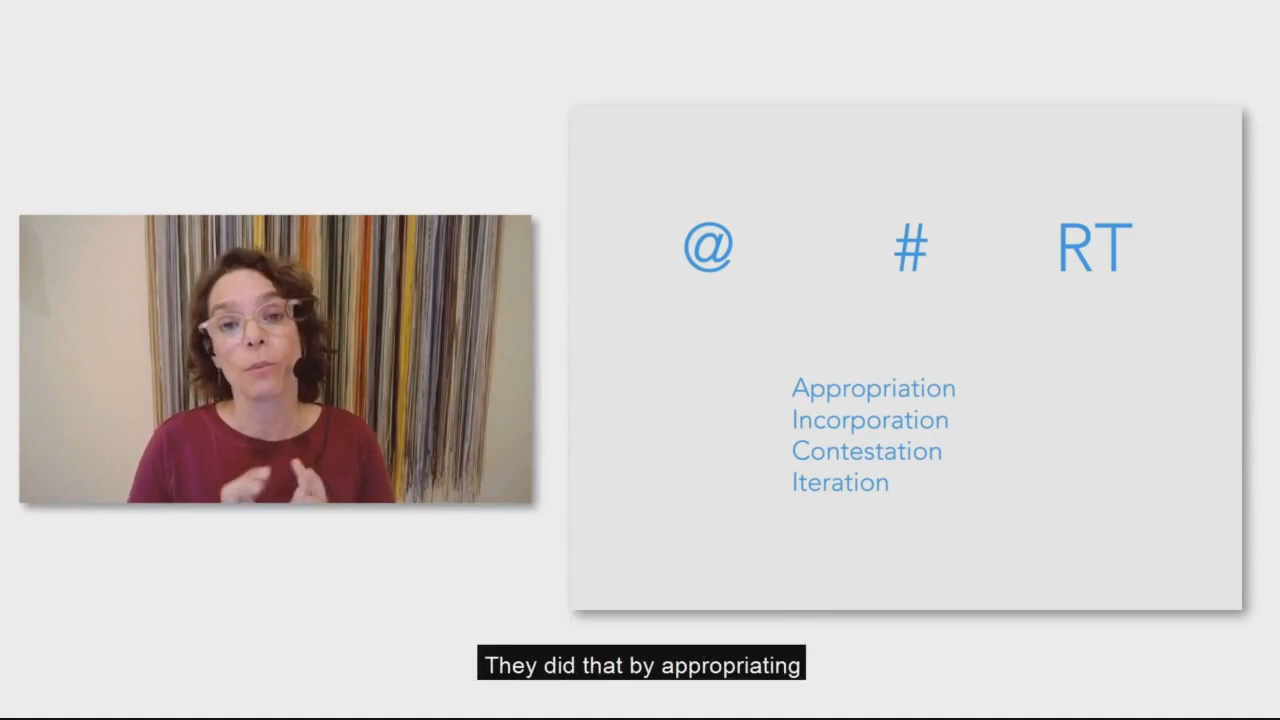 @ # RT
Appropriation
Incorporation
Contestation
Iteration
They did that by appropriating